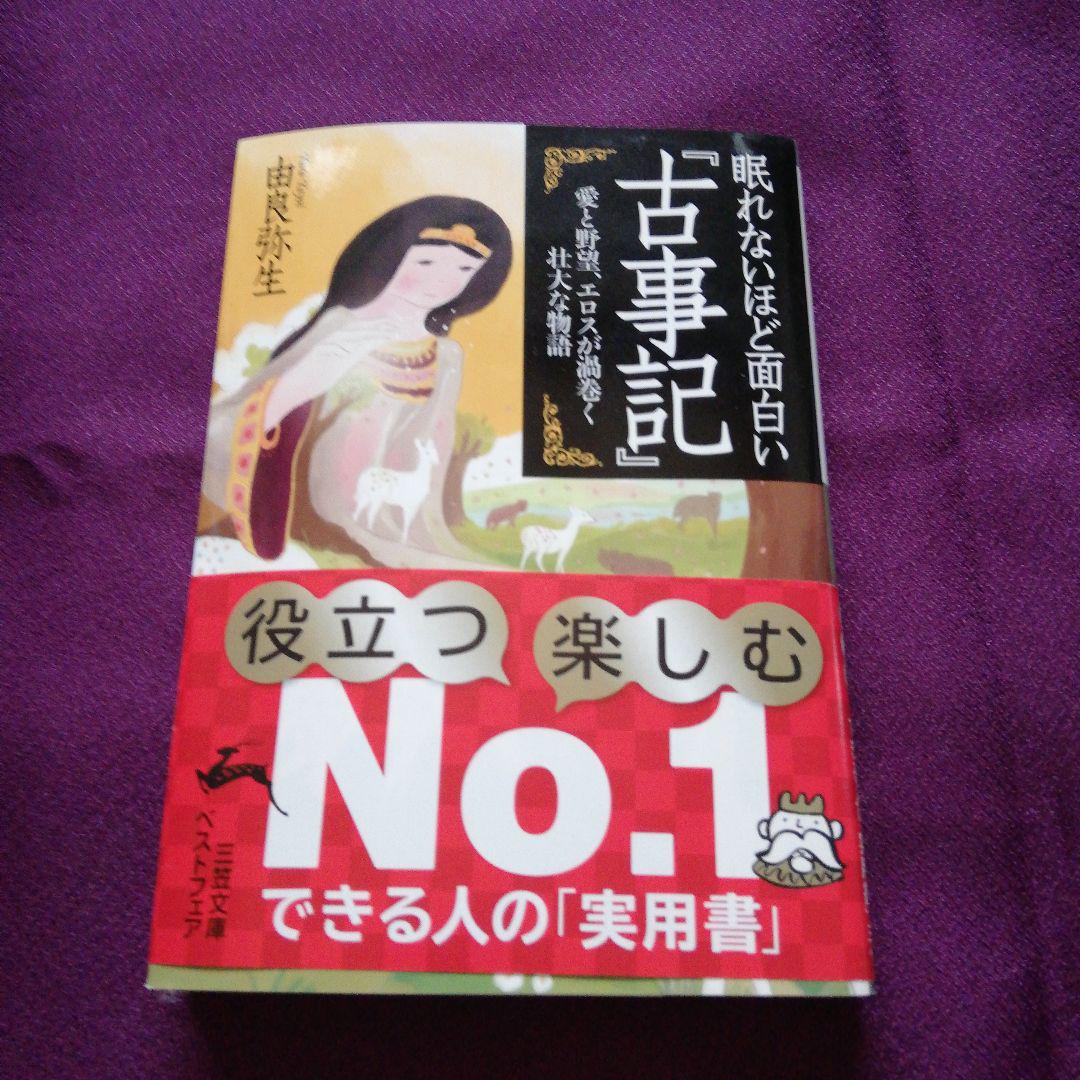 眠れないほど面白い
『古事記』
愛と野望、エロスが渦巻く
壮大な物語
由良弥生
役立つ 楽しむ
No.1
できる人の「実用書」
三笠文庫
ベストフェア